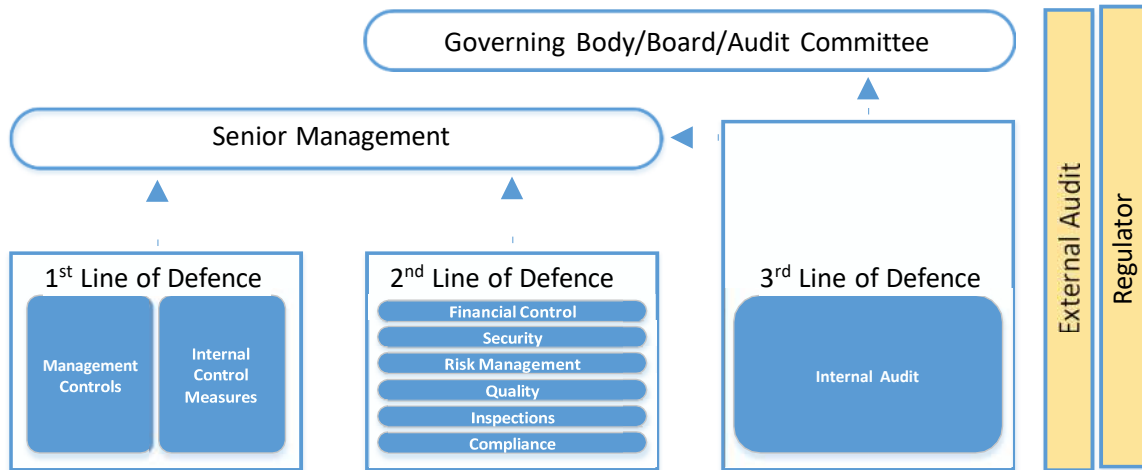 Governing Body/Board/Audit Committee
Senior Management
1st Line of Defence
Management
Controls
Internal
Control
Measures
2nd Line of Defence
Financial Control
Security
Risk Management
Quality
Inspections
Compliance
3rd Line of Defence
Internal Audit
External Audit
Regulator